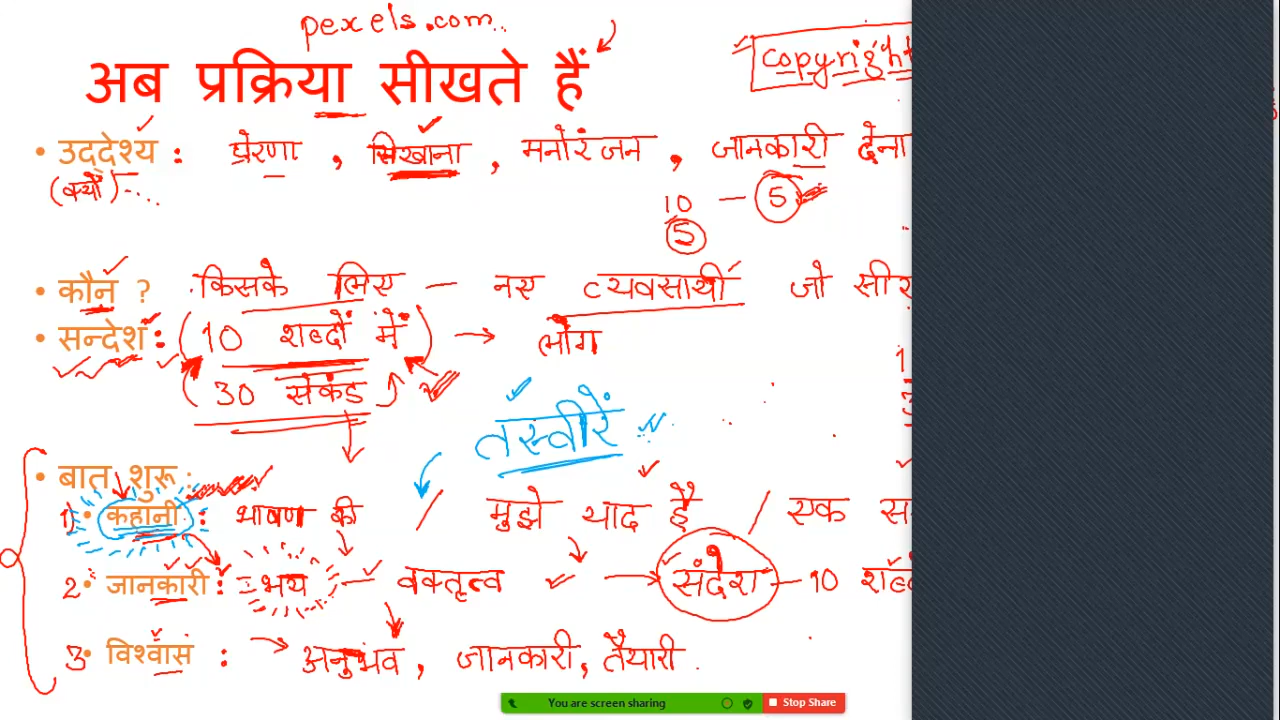 pexels.com..
copyright
अब प्रक्रिया सीखते हैं
• उद्देश्य : प्रेरणा , सिखाना , मनोरंजन , जानकारी देना
(क्यों) -...
10 — 5
5
• कौन ? किसके लिए — नए व्यवसायी जो
• सन्देश : (10 शब्दों में) → भोग
(30 सेकंड)
तस्वीरें
• बात शुरू :
1) • कहानी : भाषण की / मुझे याद है / एक
2 • जानकारी : भय — वक्तृत्व → संदेश — 10
3 • विश्वास : → अनुभव , जानकारी, तैयारी .
You are screen sharing Stop Share